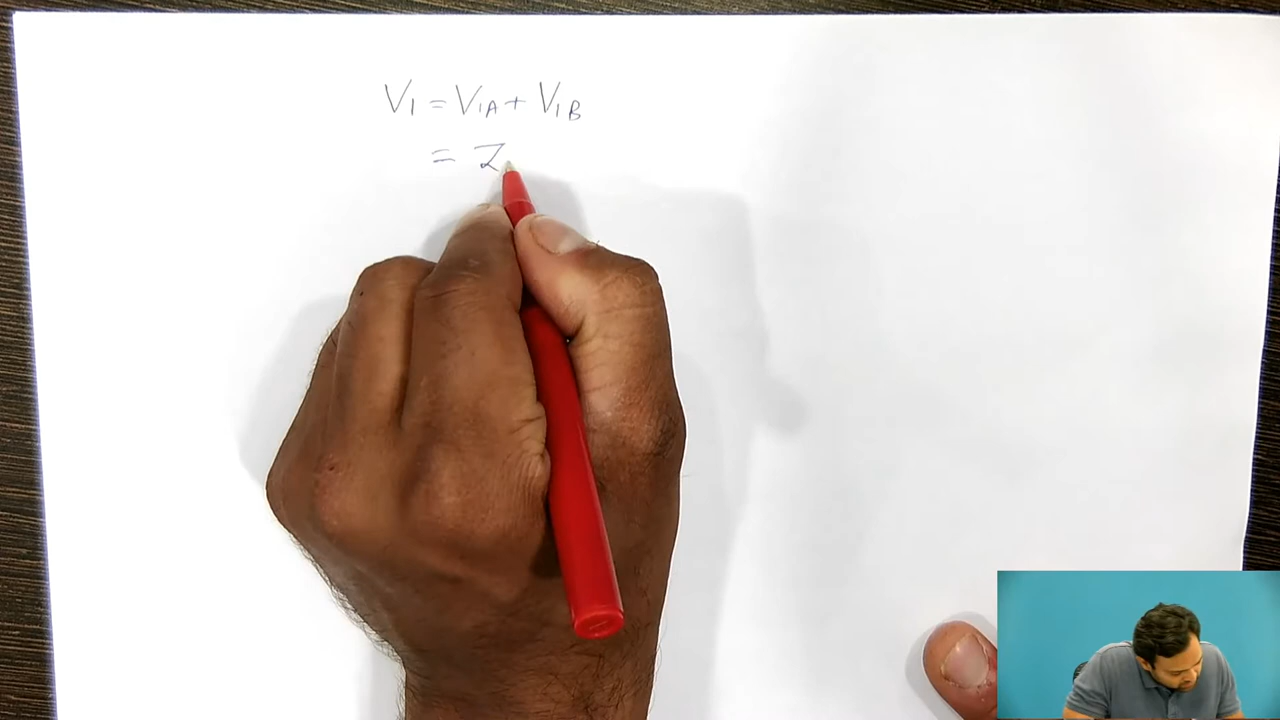 V1 = V1A + V1B
= Z